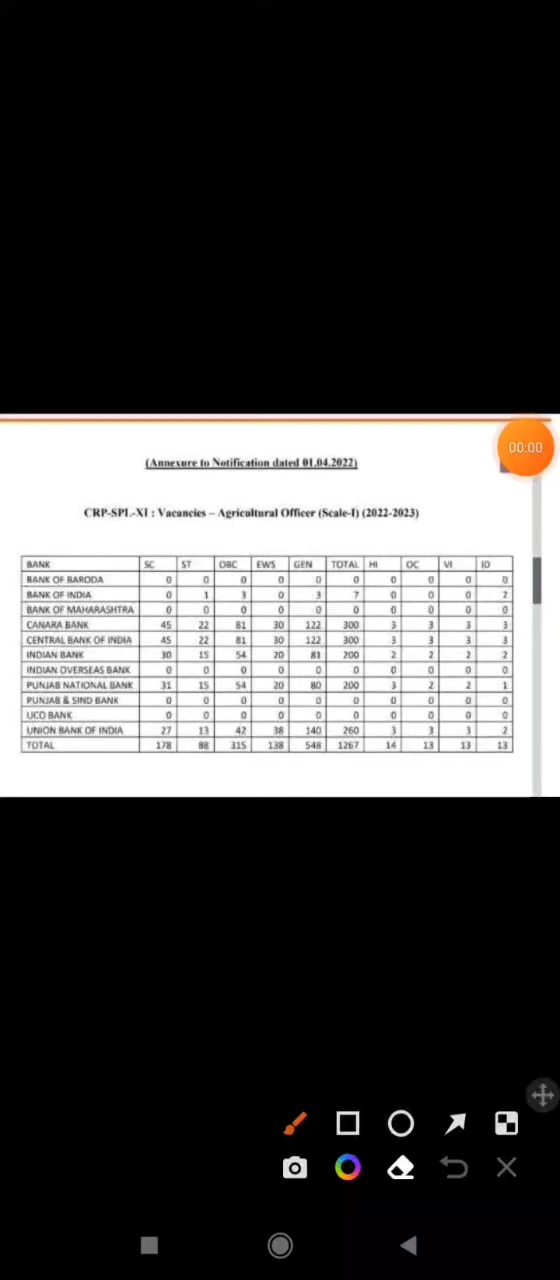 00:00
(Annexure to Notification dated 01.04.2022)
CRP-SPL-XI : Vacancies – Agricultural Officer (Scale-I) (2022-2023)
BANK SC ST OBC EWS GEN TOTAL HI OC VI ID
BANK OF BARODA 0 0 0 0 0 0 0 0 0 0
BANK OF INDIA 0 1 3 0 3 7 0 0 0 2
BANK OF MAHARASHTRA 0 0 0 0 0 0 0 0 0 0
CANARA BANK 45 22 81 30 122 300 3 3 3 3
CENTRAL BANK OF INDIA 45 22 81 30 122 300 3 3 3 3
INDIAN BANK 30 15 54 20 81 200 2 2 2 2
INDIAN OVERSEAS BANK 0 0 0 0 0 0 0 0 0 0
PUNJAB NATIONAL BANK 31 15 54 20 80 200 3 2 2 1
PUNJAB & SIND BANK 0 0 0 0 0 0 0 0 0 0
UCO BANK 0 0 0 0 0 0 0 0 0 0
UNION BANK OF INDIA 27 13 42 38 140 260 3 3 3 2
TOTAL 178 88 315 138 548 1267 14 13 13 13